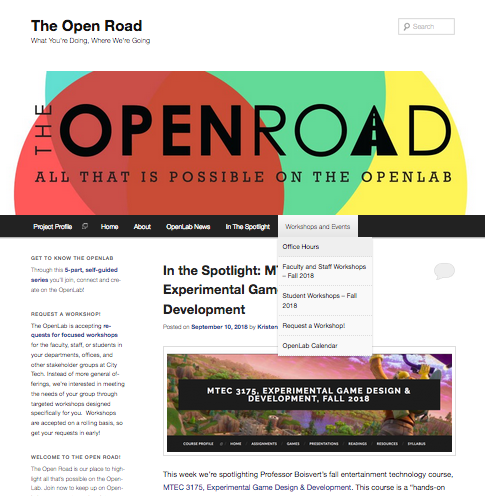 The Open Road
What You're Doing, Where We're Going
Search
THE OPENROAD
ALL THAT IS POSSIBLE ON THE OPENLAB
Project Profile Home About OpenLab News In The Spotlight Workshops and Events
Office Hours
Faculty and Staff Workshops
– Fall 2018
Student Workshops – Fall
2018
Request a Workshop!
OpenLab Calendar
GET TO KNOW THE OPENLAB
Through this 5-part, self-guided
series you'll join, connect and cre-
ate on the OpenLab!
REQUEST A WORKSHOP!
The OpenLab is accepting re-
quests for focused workshops
for the faculty, staff, or students in
your departments, offices, and
other stakeholder groups at City
Tech. Instead of more general of-
ferings, we're interested in meeting
the needs of your group through
targeted workshops designed
specifically for you. Workshops
are accepted on a rolling basis, so
get your requests in early!
WELCOME TO THE OPEN ROAD!
The Open Road is our place to high-
light all that's possible on the Open-
Lab. Join now to keep up on Open-
In the Spotlight:
Experimental
Development
Posted on September 10, 2018 by
MTEC 3175, EXPERIMENTAL GAME DESIGN &
DEVELOPMENT, FALL 2018
COURSE PROFILE HOME ASSIGNMENTS GAMES PRESENTATIONS READINGS RESOURCES SYLLABUS
This week we're spotlighting Professor Boisvert's fall entertainment technology course,
MTEC 3175, Experimental Game Design & Development. This course is a "hands-on